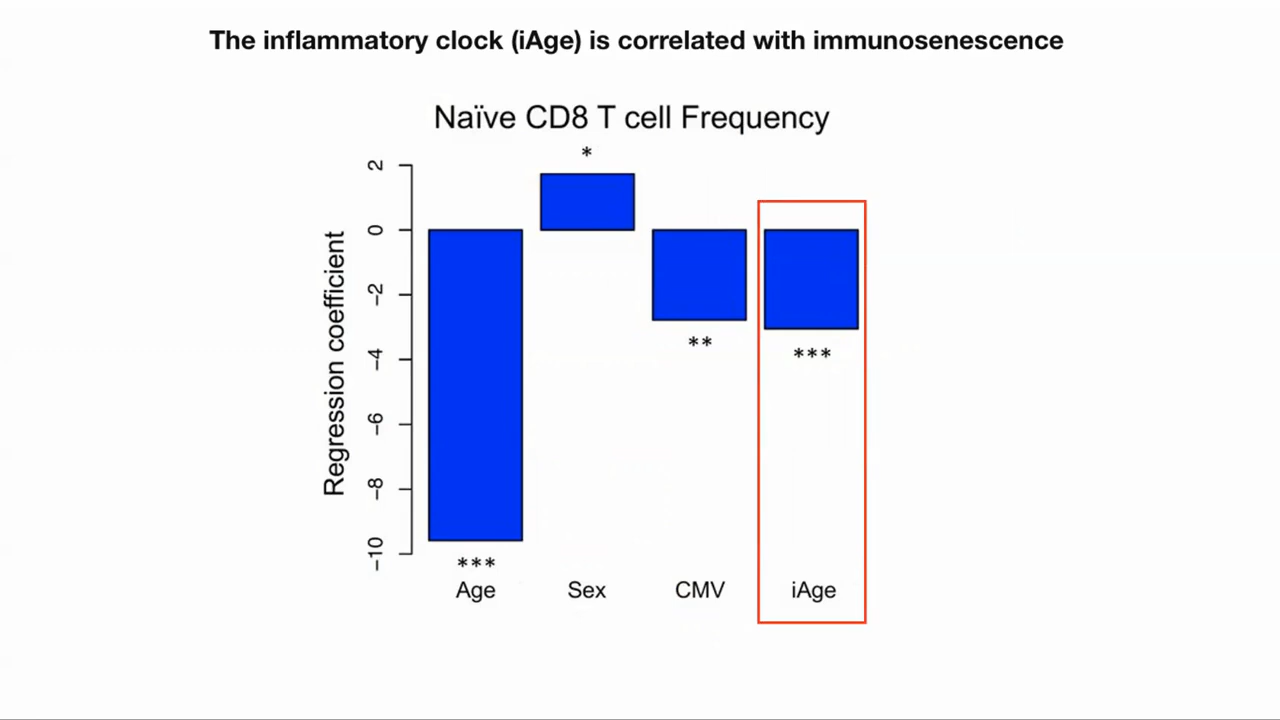 The inflammatory clock (iAge) is correlated with immunosenescence
Naïve CD8 T cell Frequency
Regression coefficient
2
0
−2
−4
−6
−8
−10
*
**
***
***
Age
Sex
CMV
iAge